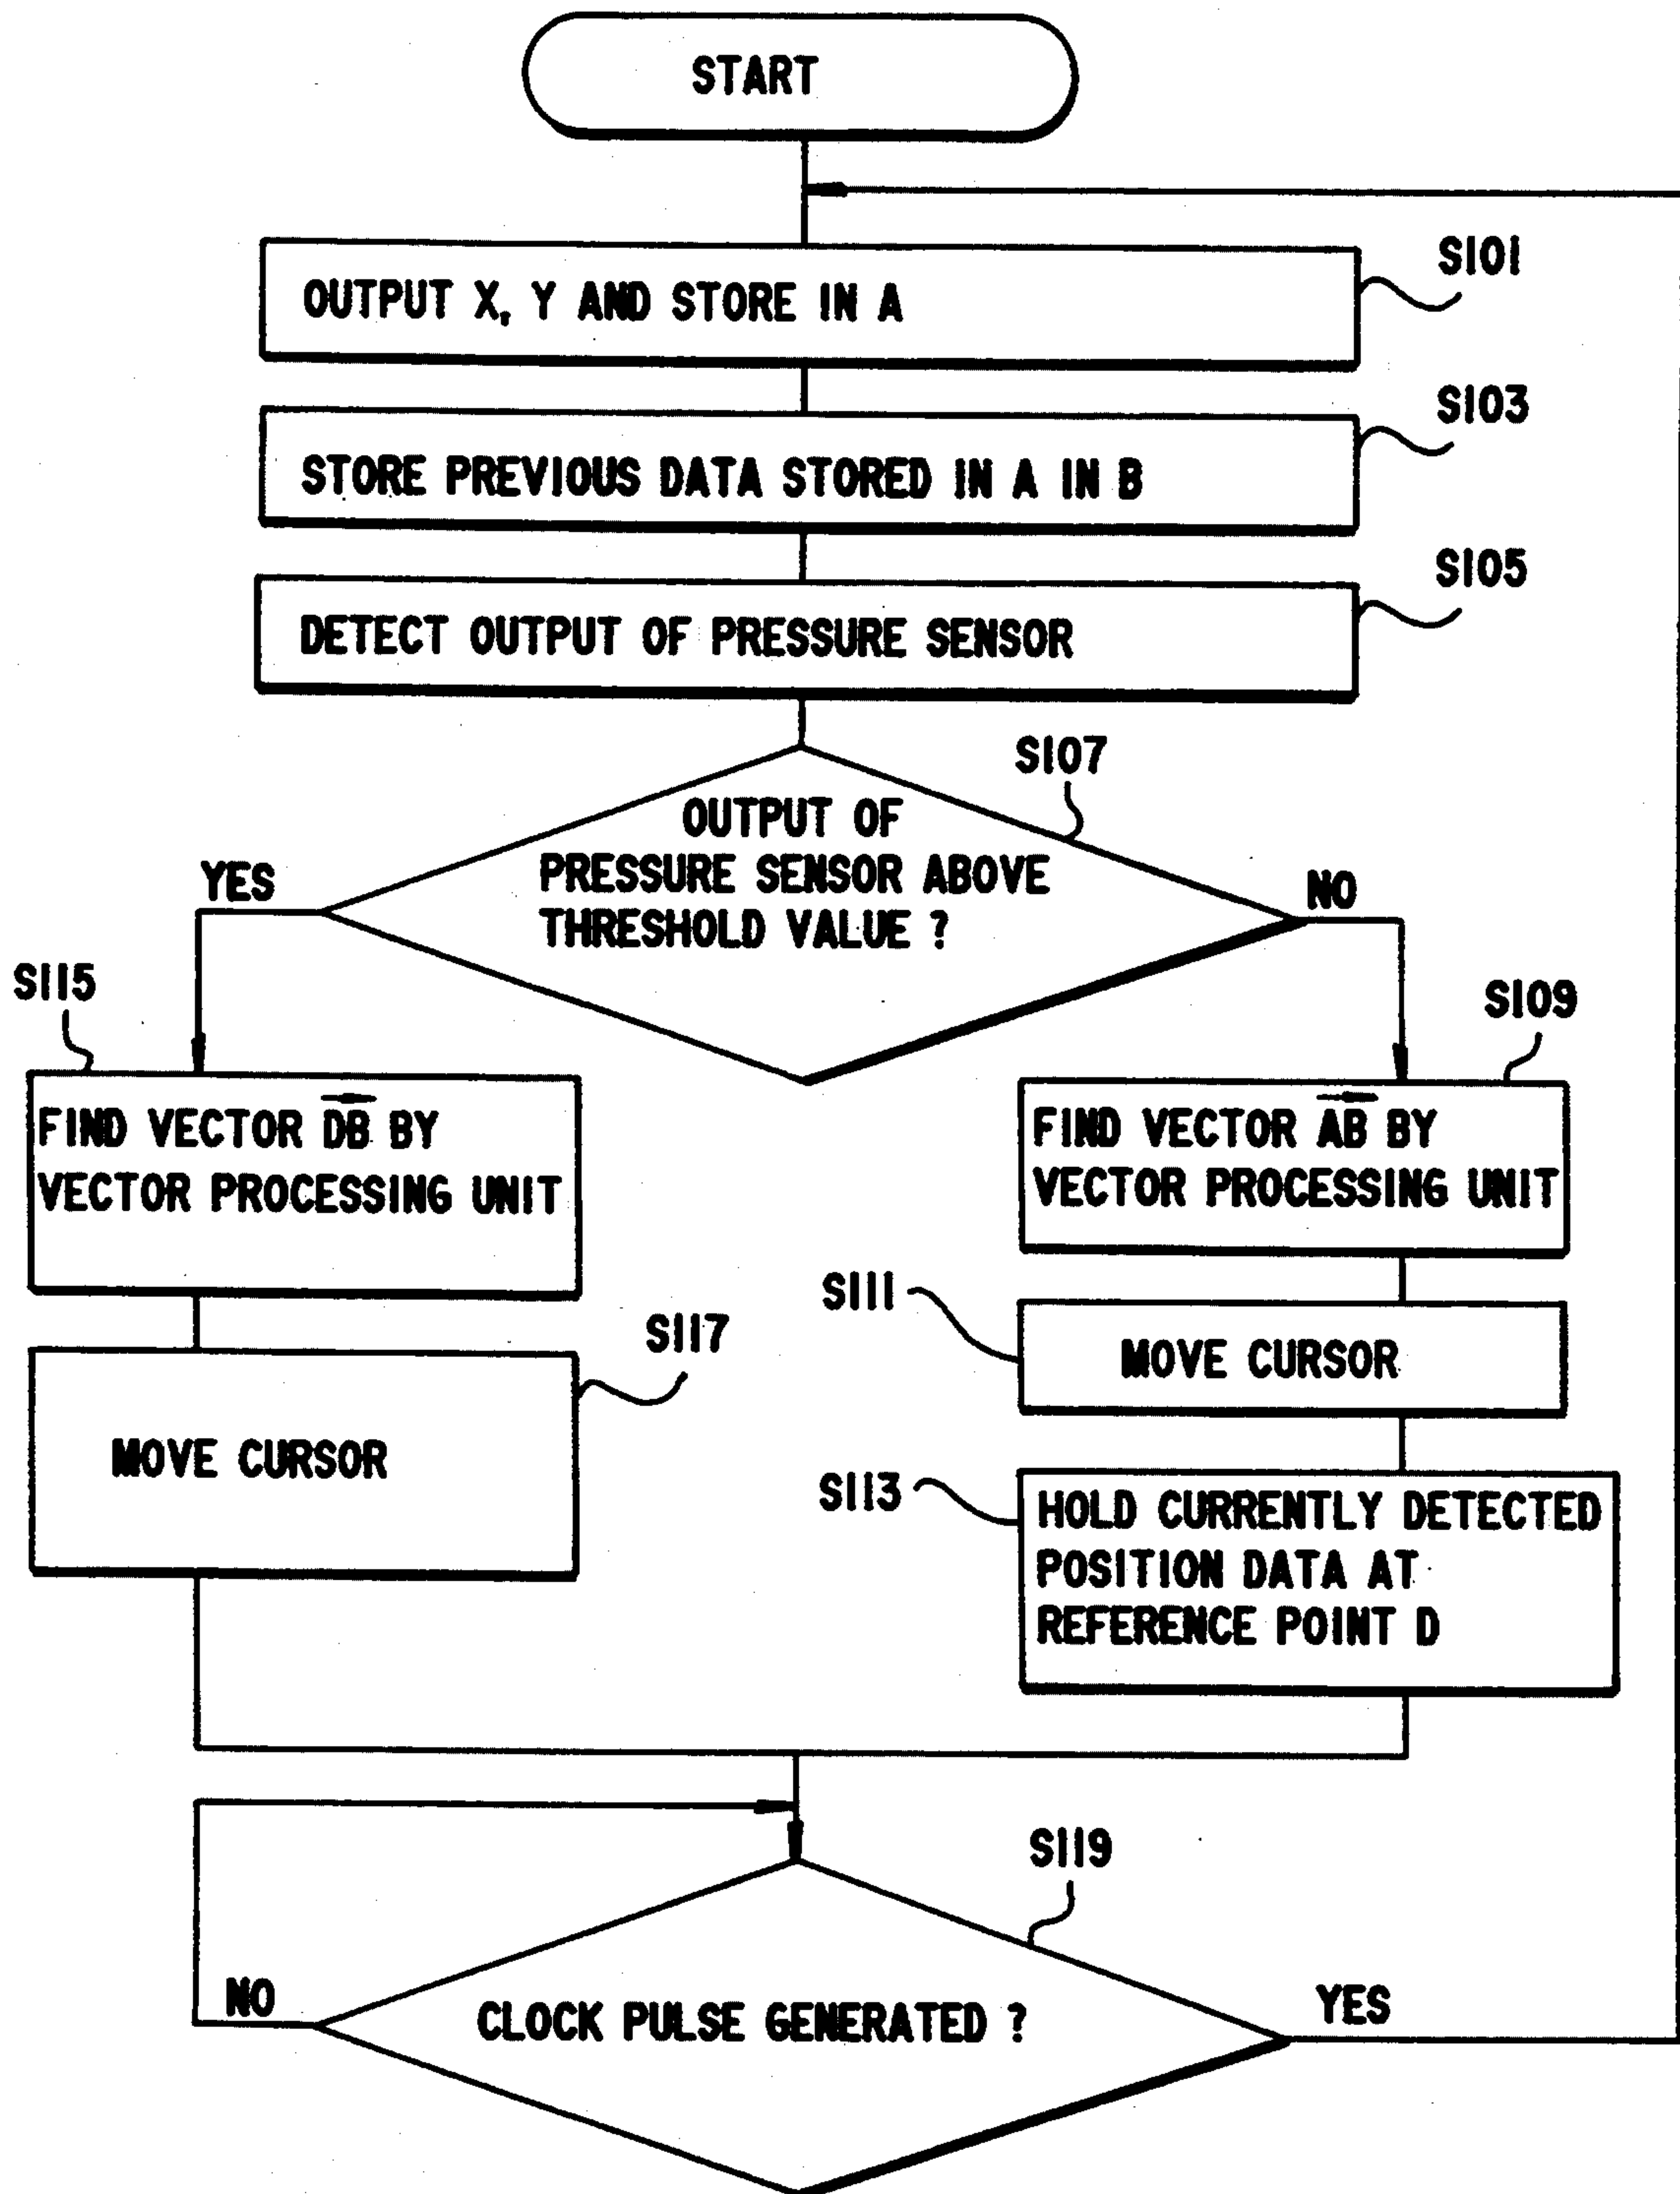 START
S101
OUTPUT X, Y AND STORE IN A
S103
STORE PREVIOUS DATA STORED IN A IN B
S105
DETECT OUTPUT OF PRESSURE SENSOR
S107
OUTPUT OF
PRESSURE SENSOR ABOVE
THRESHOLD VALUE ?
YES
NO
S115
FIND VECTOR DB BY
VECTOR PROCESSING UNIT
S109
FIND VECTOR AB BY
VECTOR PROCESSING UNIT
S117
MOVE CURSOR
S111
MOVE CURSOR
S113
HOLD CURRENTLY DETECTED
POSITION DATA AT
REFERENCE POINT D
S119
CLOCK PULSE GENERATED ?
NO
YES